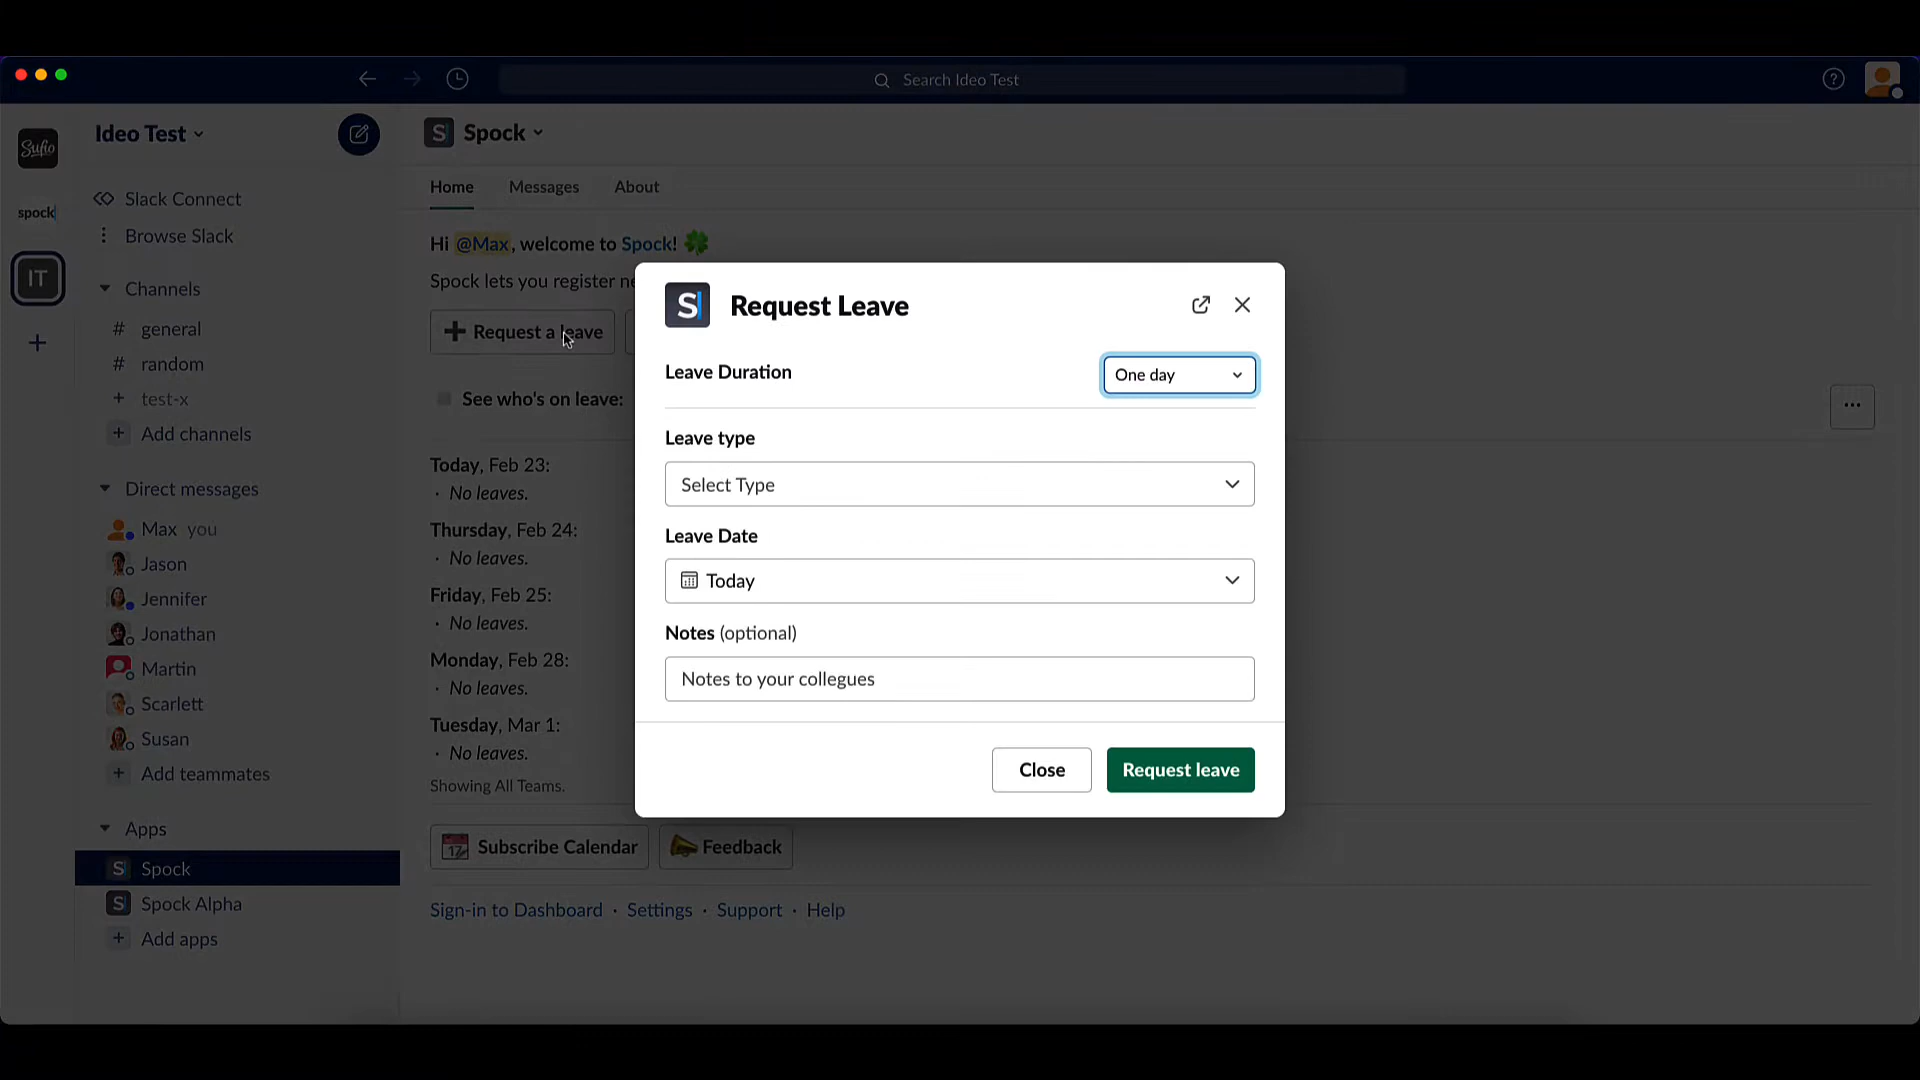 Search Ideo Test
Sufio
spock
IT
Ideo Test
Slack Connect
Browse Slack
Channels
# general
# random
+ test-x
+ Add channels
Direct messages
Max you
Jason
Jennifer
Jonathan
Martin
Scarlett
Susan
+ Add teammates
Apps
S Spock
S Spock Alpha
+ Add apps
S Spock
Home Messages About
Hi @Max, welcome to Spock!
Spock lets you register ne
Request a leave
See who's on leave:
Today, Feb 23:
· No leaves.
Thursday, Feb 24:
· No leaves.
Friday, Feb 25:
· No leaves.
Monday, Feb 28:
· No leaves.
Tuesday, Mar 1:
· No leaves.
Showing All Teams.
17 Subscribe Calendar Feedback
Sign-in to Dashboard · Settings · Support · Help
S Request Leave
Leave Duration One day
Leave type
Select Type
Leave Date
Today
Notes (optional)
Notes to your collegues
Close Request leave